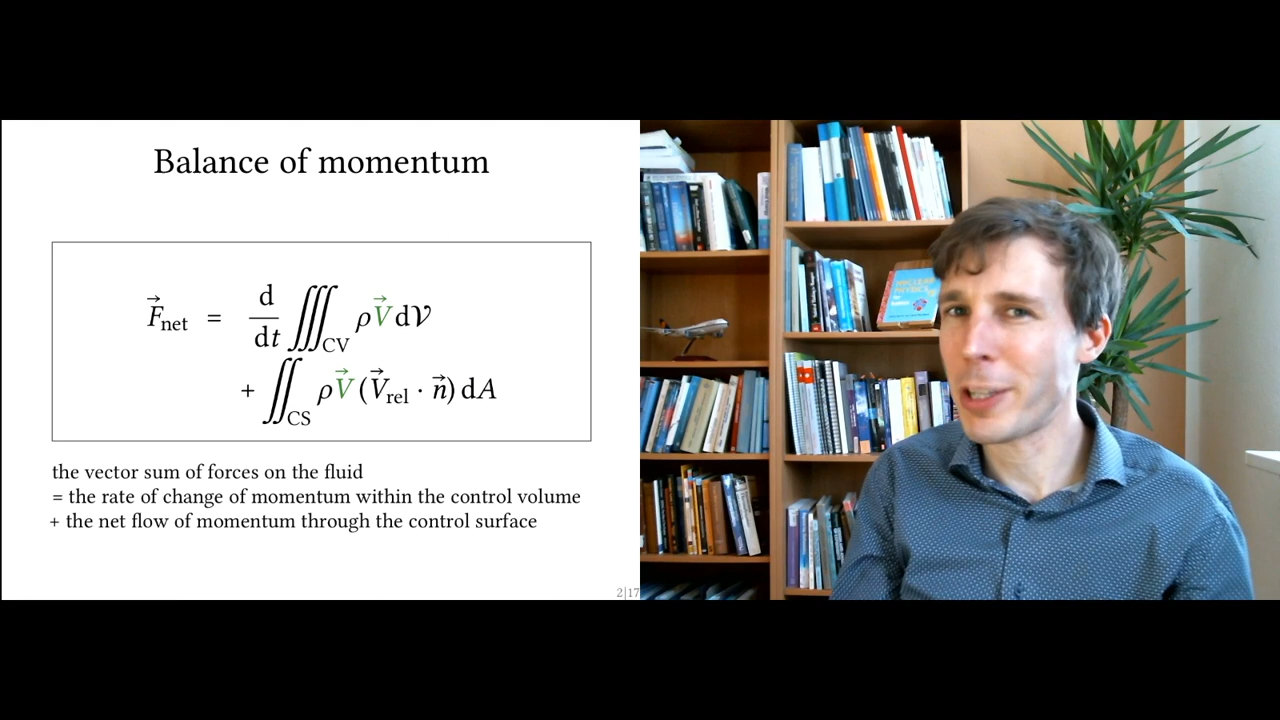 Balance of momentum
F⃗net = d/dt ∭CV ρV⃗ d𝒱
+ ∬CS ρV⃗ (V⃗rel · n⃗) dA
the vector sum of forces on the fluid
= the rate of change of momentum within the control volume
+ the net flow of momentum through the control surface
2|17